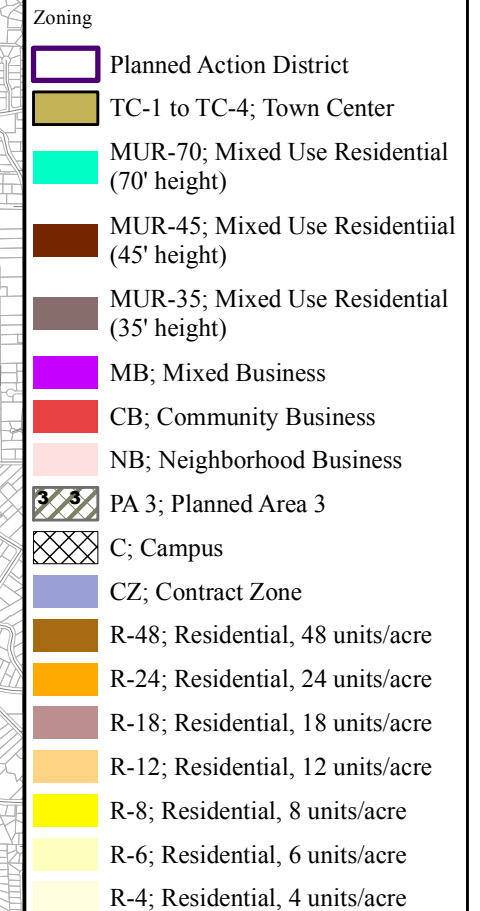 Zoning
Planned Action District
TC-1 to TC-4; Town Center
MUR-70; Mixed Use Residential
(70' height)
MUR-45; Mixed Use Residentiial
(45' height)
MUR-35; Mixed Use Residential
(35' height)
MB; Mixed Business
CB; Community Business
NB; Neighborhood Business
3 3 PA 3; Planned Area 3
C; Campus
CZ; Contract Zone
R-48; Residential, 48 units/acre
R-24; Residential, 24 units/acre
R-18; Residential, 18 units/acre
R-12; Residential, 12 units/acre
R-8; Residential, 8 units/acre
R-6; Residential, 6 units/acre
R-4; Residential, 4 units/acre